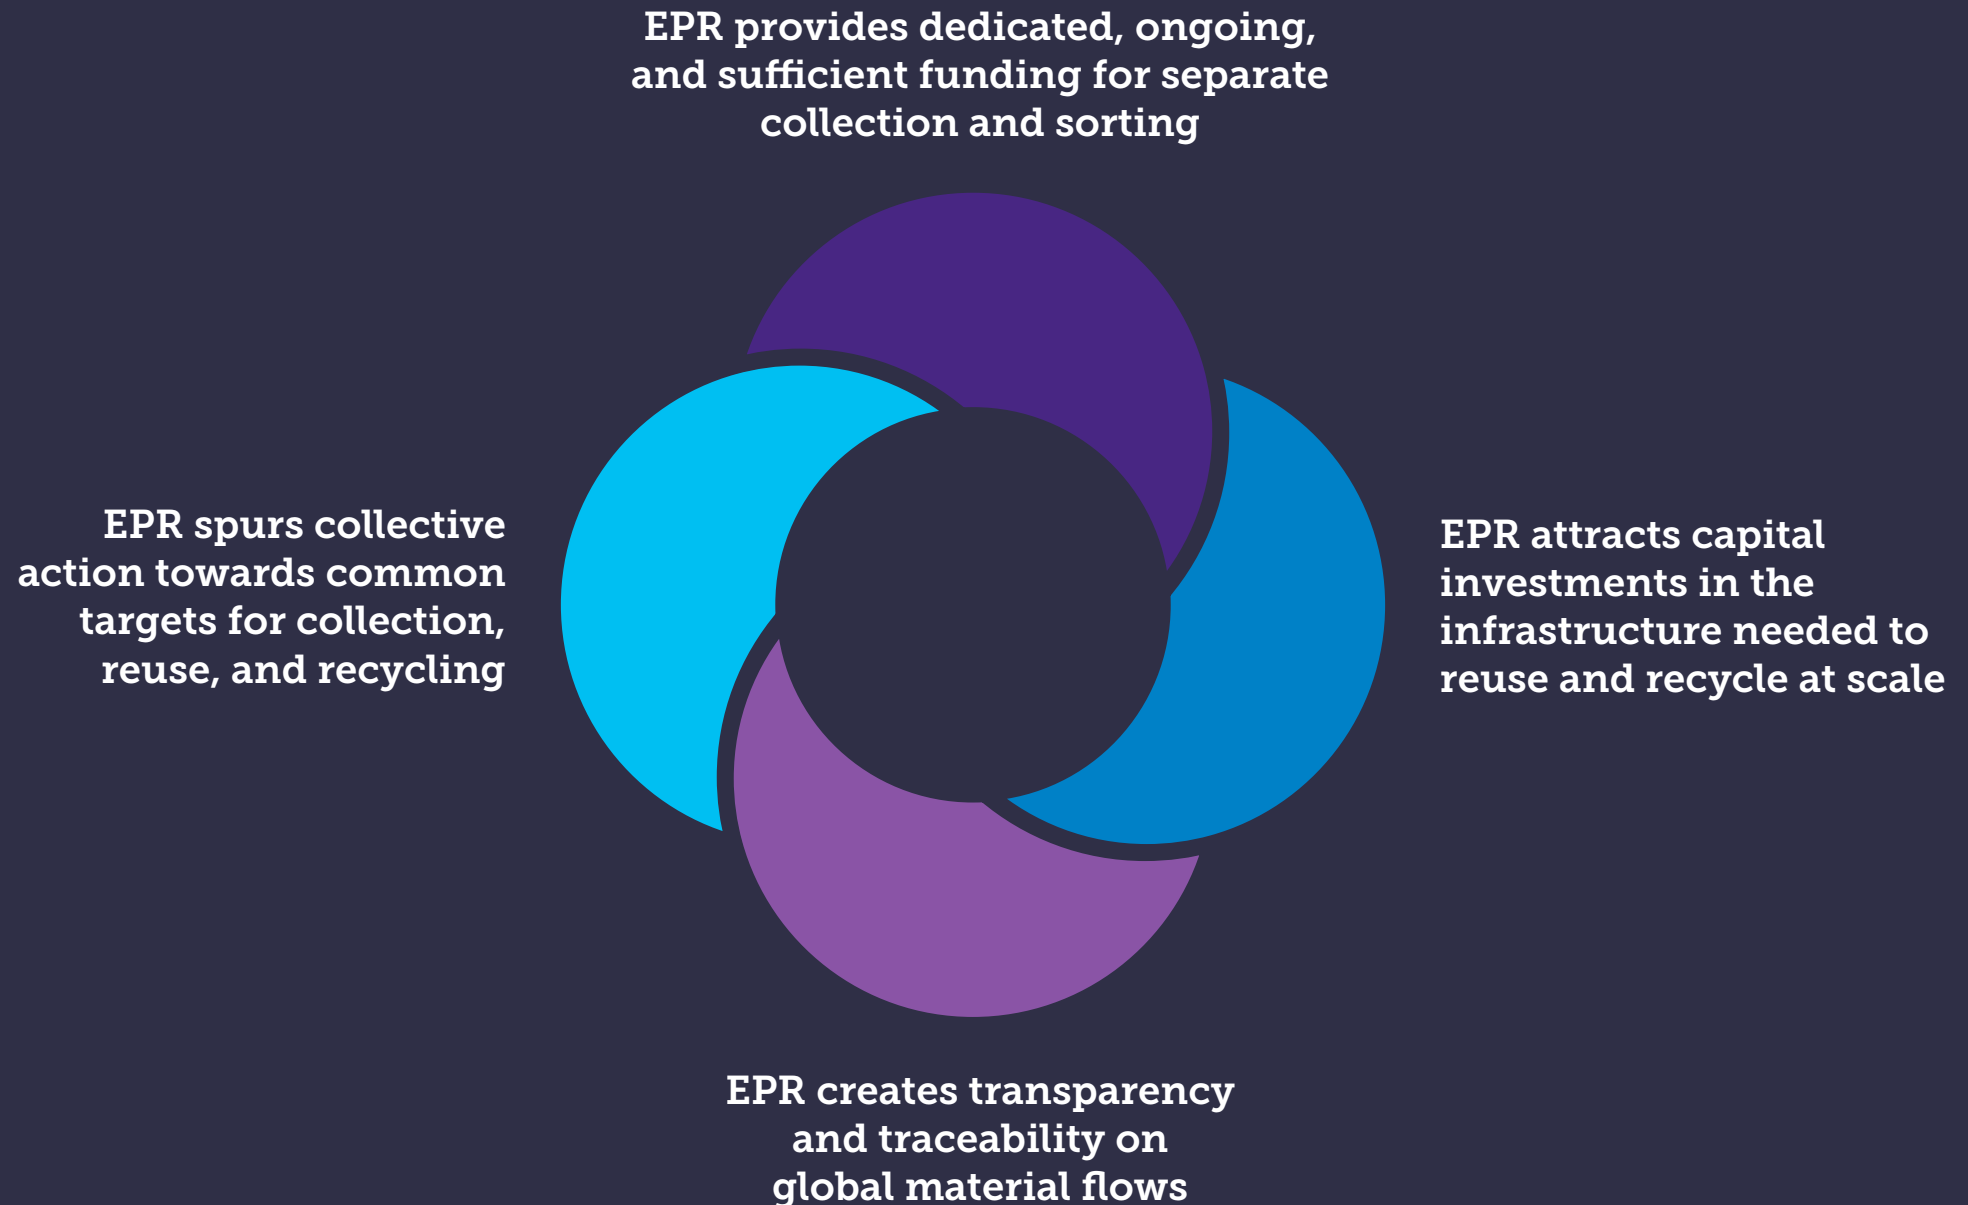 EPR provides dedicated, ongoing,
and sufficient funding for separate
collection and sorting
EPR spurs collective
action towards common
targets for collection,
reuse, and recycling
EPR attracts capital
investments in the
infrastructure needed to
reuse and recycle at scale
EPR creates transparency
and traceability on
global material flows